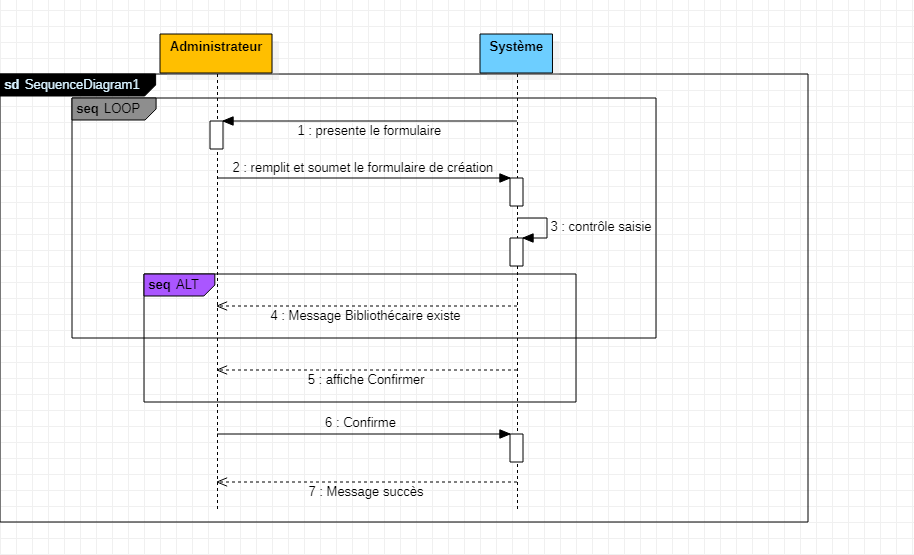 Administrateur
Système
sd SequenceDiagram1
seq LOOP
1 : presente le formulaire
2 : remplit et soumet le formulaire de création
3 : contrôle saisie
seq ALT
4 : Message Bibliothécaire existe
5 : affiche Confirmer
6 : Confirme
7 : Message succès